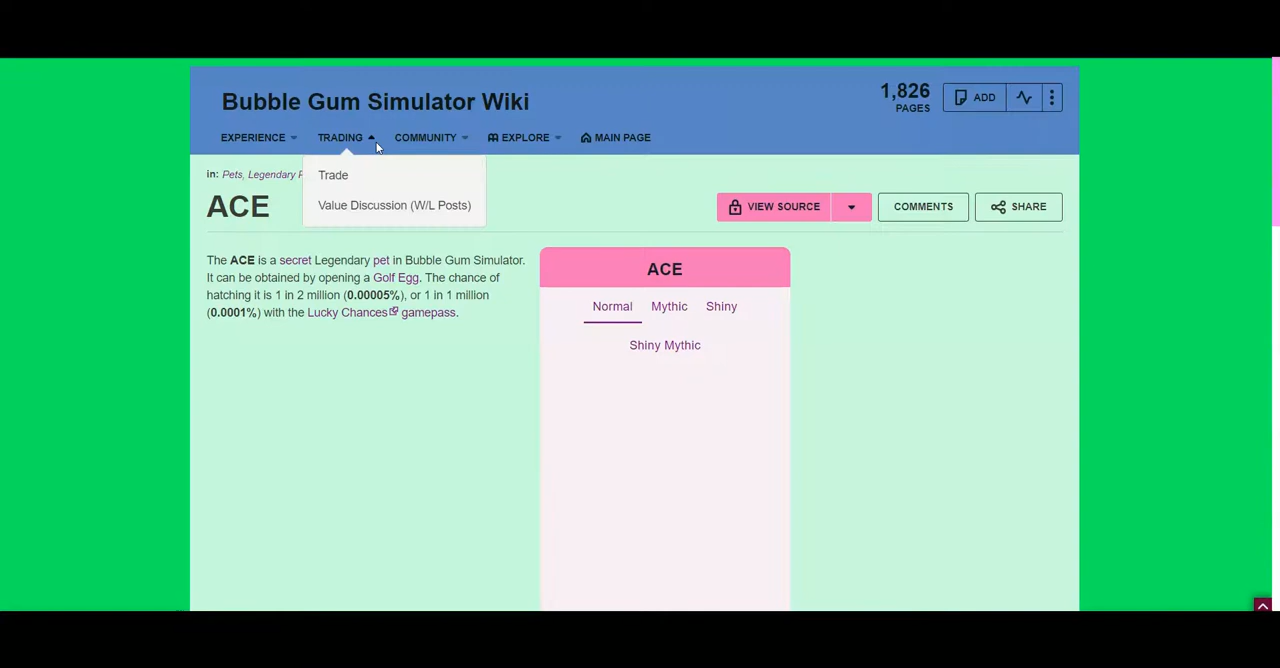 Bubble Gum Simulator Wiki
1,826
PAGES
ADD
EXPERIENCE
TRADING
COMMUNITY
EXPLORE
MAIN PAGE
Trade
Value Discussion (W/L Posts)
in: Pets, Legendary P
ACE
VIEW SOURCE
COMMENTS
SHARE
The ACE is a secret Legendary pet in Bubble Gum Simulator.
It can be obtained by opening a Golf Egg. The chance of
hatching it is 1 in 2 million (0.00005%), or 1 in 1 million
(0.0001%) with the Lucky Chances gamepass.
ACE
Normal
Mythic
Shiny
Shiny Mythic